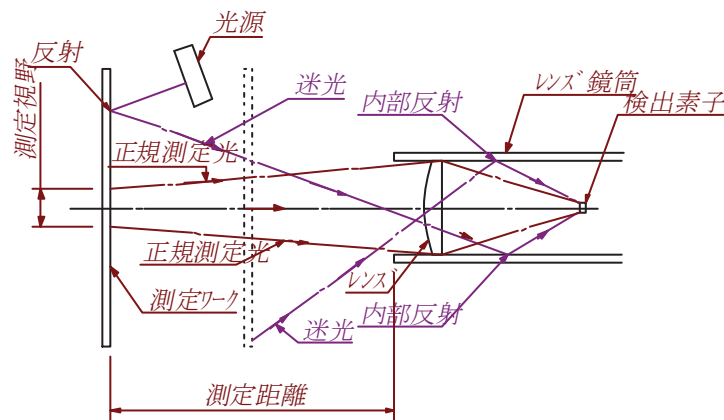 光源
反射
迷光
内部反射
レンズ鏡筒
検出素子
測定視野
正規測定光
正規測定光
レンズ
測定ワーク
迷光
内部反射
測定距離